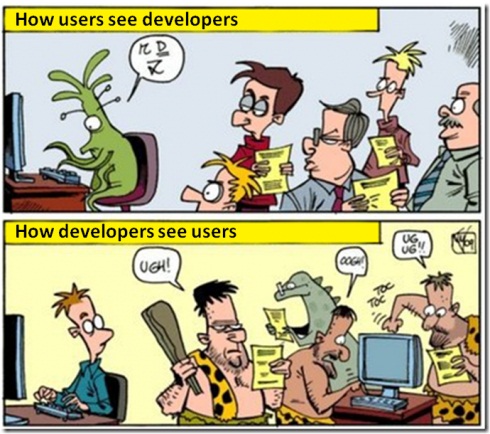 How users see developers
How developers see users
UGH!
OOGH!
UG
UG!!
TOC
TOC